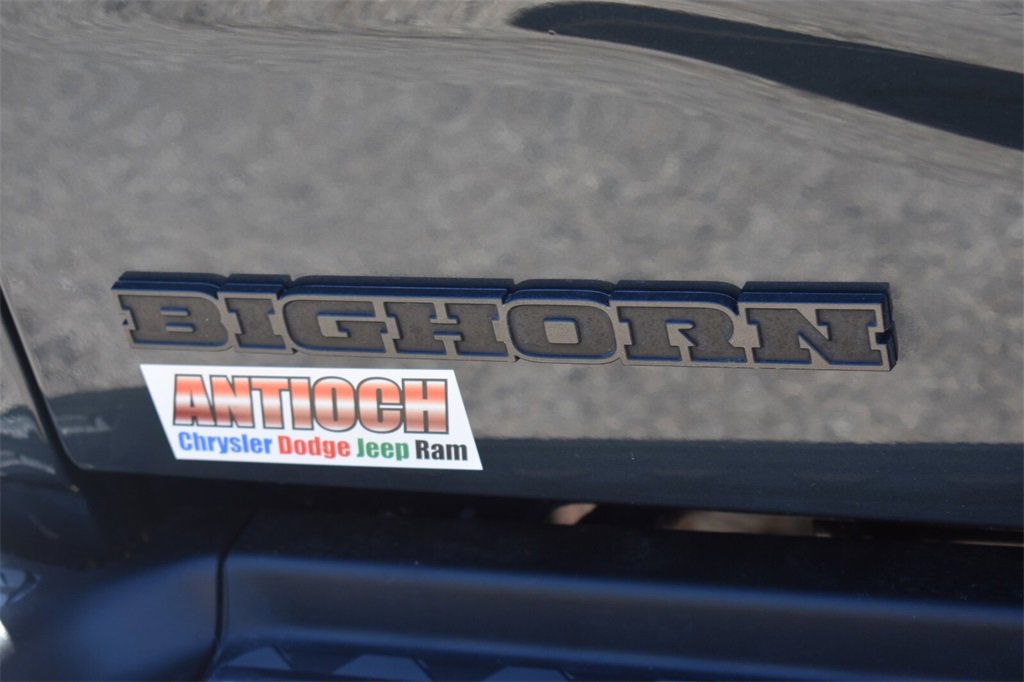 BIGHORN
ANTIOCH
Chrysler Dodge Jeep Ram